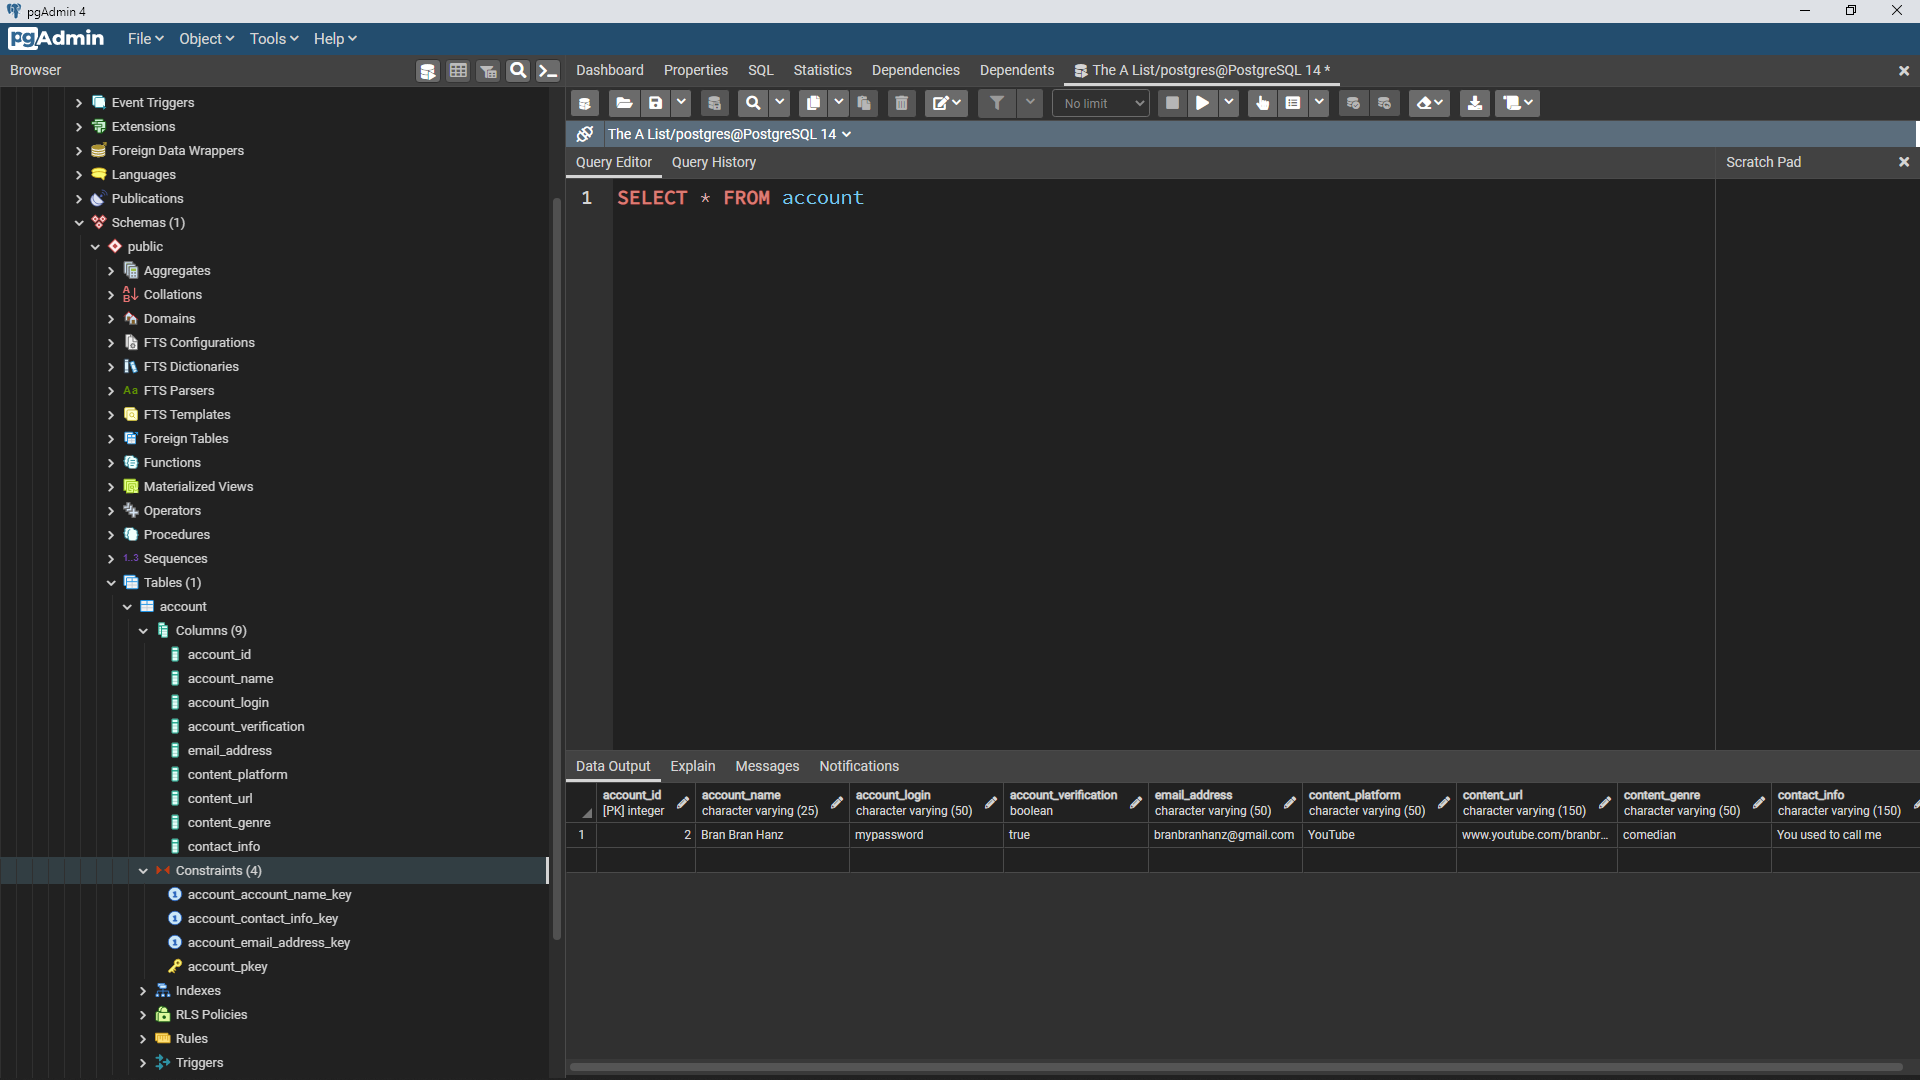 pgAdmin 4
pgAdmin File Object Tools Help
Browser
Dashboard Properties SQL Statistics Dependencies Dependents The A List/postgres@PostgreSQL 14 *
No limit
The A List/postgres@PostgreSQL 14
Query Editor Query History
Scratch Pad
1 SELECT * FROM account
Event Triggers
Extensions
Foreign Data Wrappers
Languages
Publications
Schemas (1)
public
Aggregates
Collations
Domains
FTS Configurations
FTS Dictionaries
Aa FTS Parsers
FTS Templates
Foreign Tables
Functions
Materialized Views
Operators
Procedures
1..3 Sequences
Tables (1)
account
Columns (9)
account_id
account_name
account_login
account_verification
email_address
content_platform
content_url
content_genre
contact_info
Constraints (4)
account_account_name_key
account_contact_info_key
account_email_address_key
account_pkey
Indexes
RLS Policies
Rules
Triggers
Data Output Explain Messages Notifications
account_id account_name account_login account_verification email_address content_platform content_url content_genre contact_info
[PK] integer character varying (25) character varying (50) boolean character varying (50) character varying (50) character varying (150) character varying (50) character varying (150)
1 2 Bran Bran Hanz mypassword true branbranhanz@gmail.com YouTube www.youtube.com/branbr... comedian You used to call me